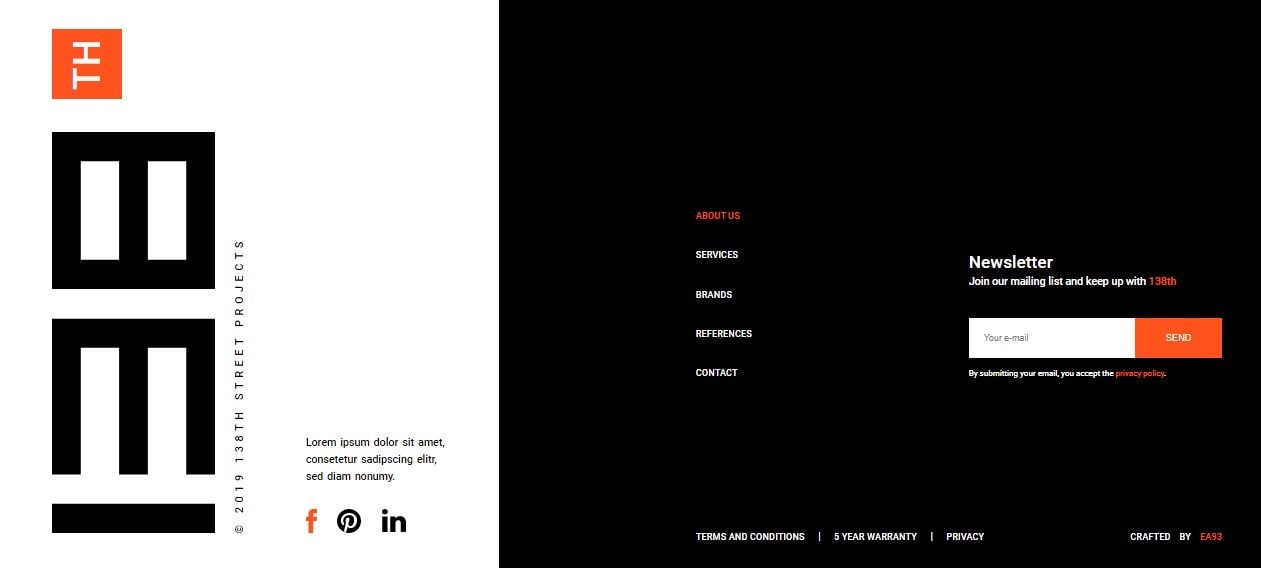 138
TH
© 2019 138TH STREET PROJECTS
Lorem ipsum dolor sit amet,
consetetur sadipscing elitr,
sed diam nonumy.
ABOUT US
SERVICES
BRANDS
REFERENCES
CONTACT
Newsletter
Join our mailing list and keep up with 138th
Your e-mail
SEND
By submitting your email, you accept the privacy policy.
TERMS AND CONDITIONS | 5 YEAR WARRANTY | PRIVACY
CRAFTED BY EA93